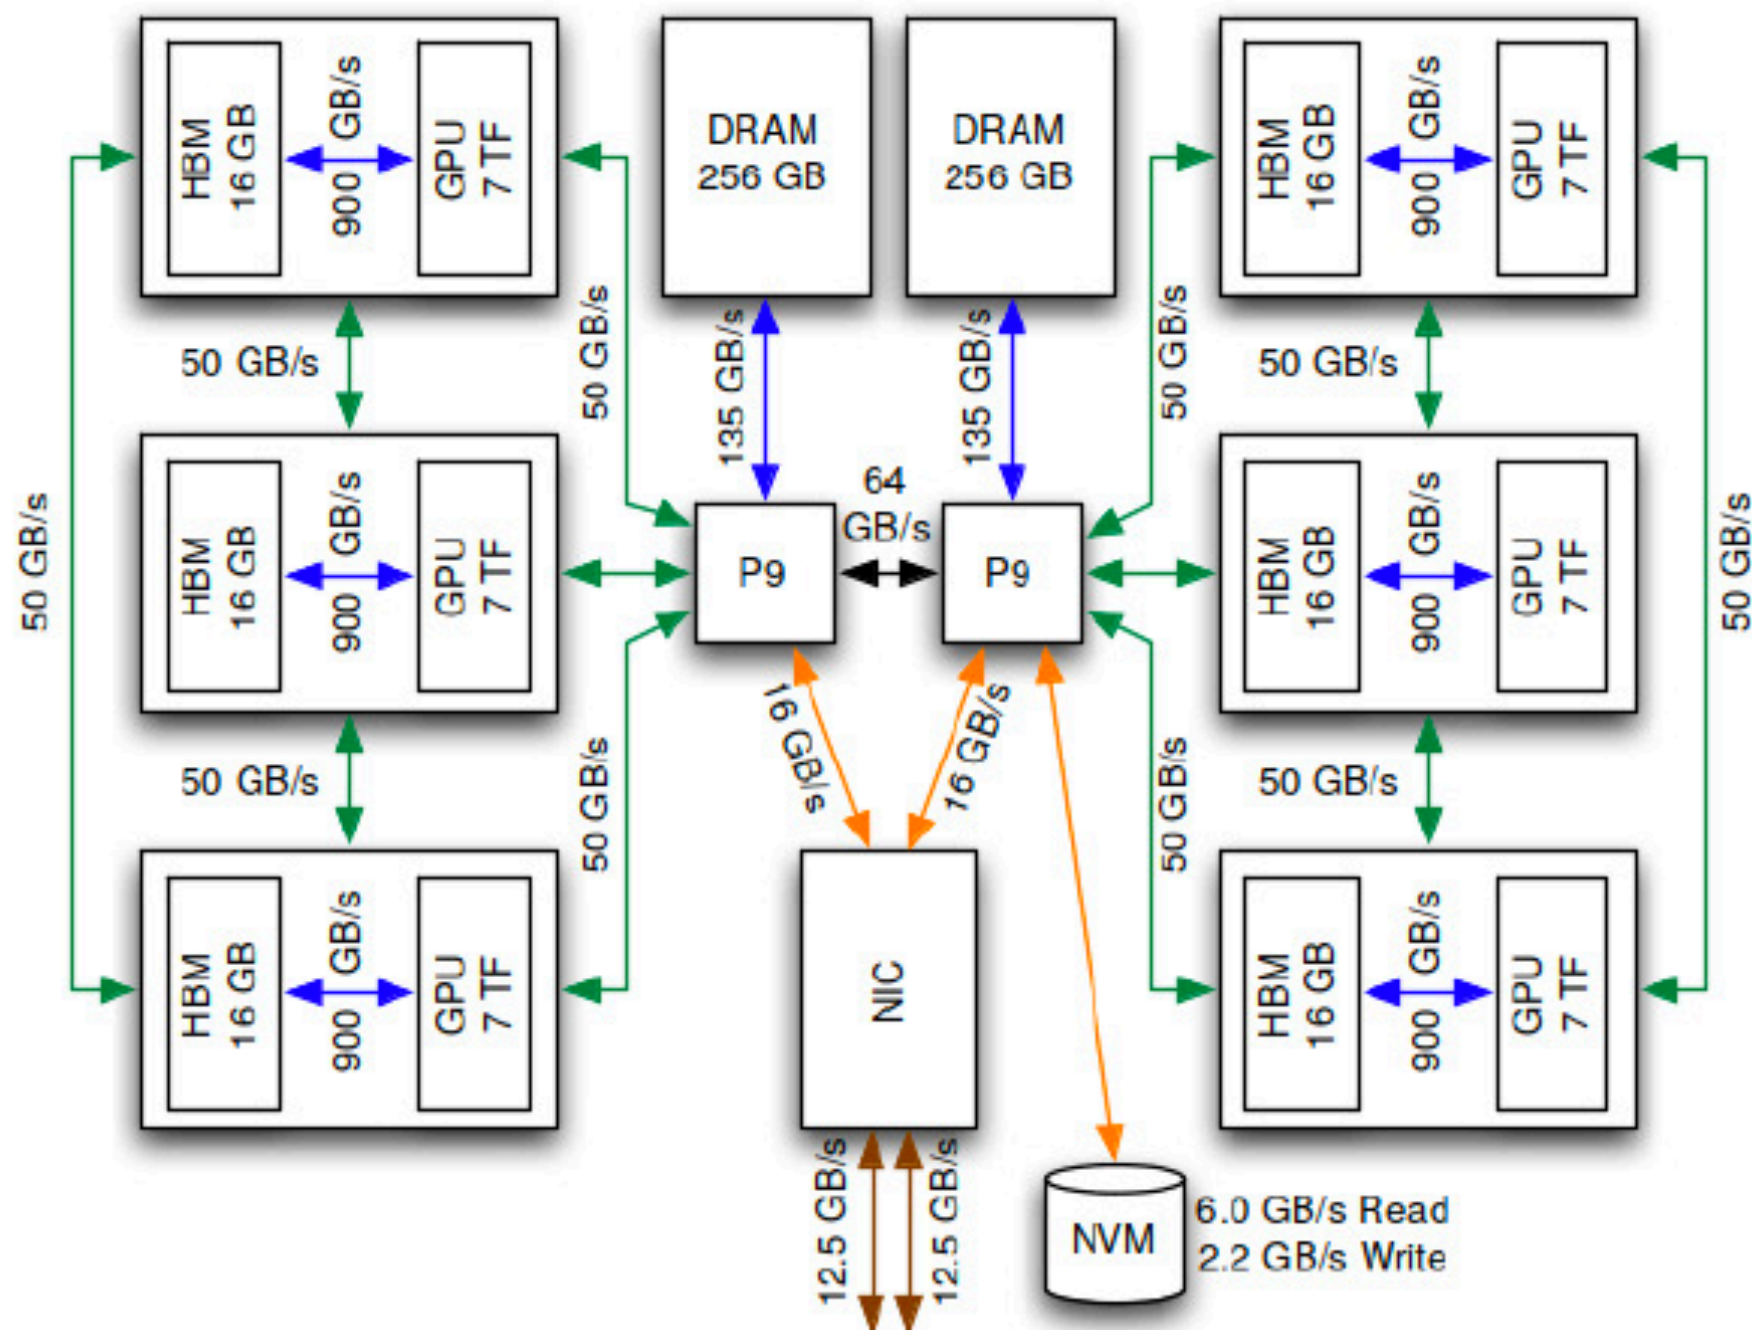 HBM
16 GB
900 GB/s
GPU
7 TF
DRAM
256 GB
DRAM
256 GB
HBM
16 GB
900 GB/s
GPU
7 TF
50 GB/s
50 GB/s
135 GB/s
135 GB/s
50 GB/s
50 GB/s
50 GB/s
HBM
16 GB
900 GB/s
GPU
7 TF
P9
64
GB/s
P9
HBM
16 GB
900 GB/s
GPU
7 TF
50 GB/s
50 GB/s
50 GB/s
16 GB/s
16 GB/s
50 GB/s
50 GB/s
HBM
16 GB
900 GB/s
GPU
7 TF
NIC
HBM
16 GB
900 GB/s
GPU
7 TF
12.5 GB/s
12.5 GB/s
NVM
6.0 GB/s Read
2.2 GB/s Write